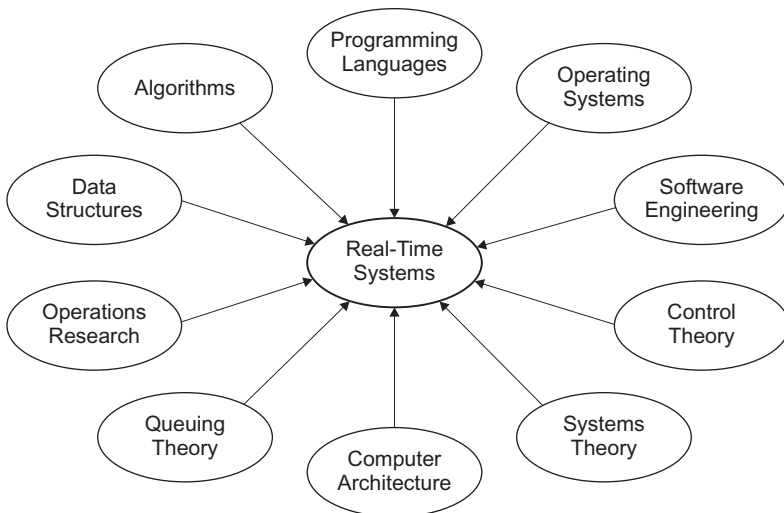 Programming
Languages
Algorithms
Operating
Systems
Data
Structures
Software
Engineering
Real-Time
Systems
Operations
Research
Control
Theory
Queuing
Theory
Systems
Theory
Computer
Architecture